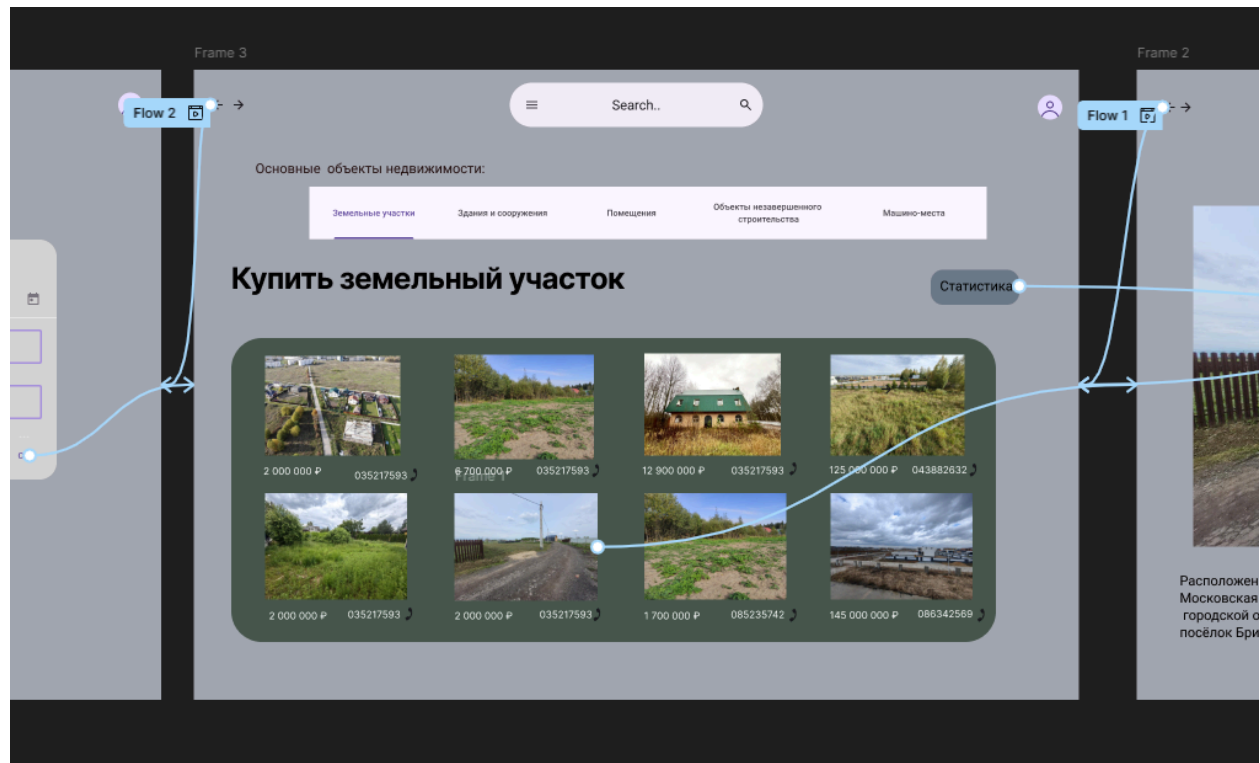 Frame 3
Frame 2
Flow 2
Search..
Flow 1
Основные объекты недвижимости:
Земельные участки
Здания и сооружения
Помещения
Объекты незавершенного
строительства
Машино-места
Купить земельный участок
Статистика
2 000 000 ₽
035217593
6 700 000 ₽
035217593
12 900 000 ₽
035217593
125 000 000 ₽
043882632
Frame 1
2 000 000 ₽
035217593
2 000 000 ₽
035217593
1 700 000 ₽
085235742
145 000 000 ₽
086342569
Расположен
Московская
городской о
посёлок Бри